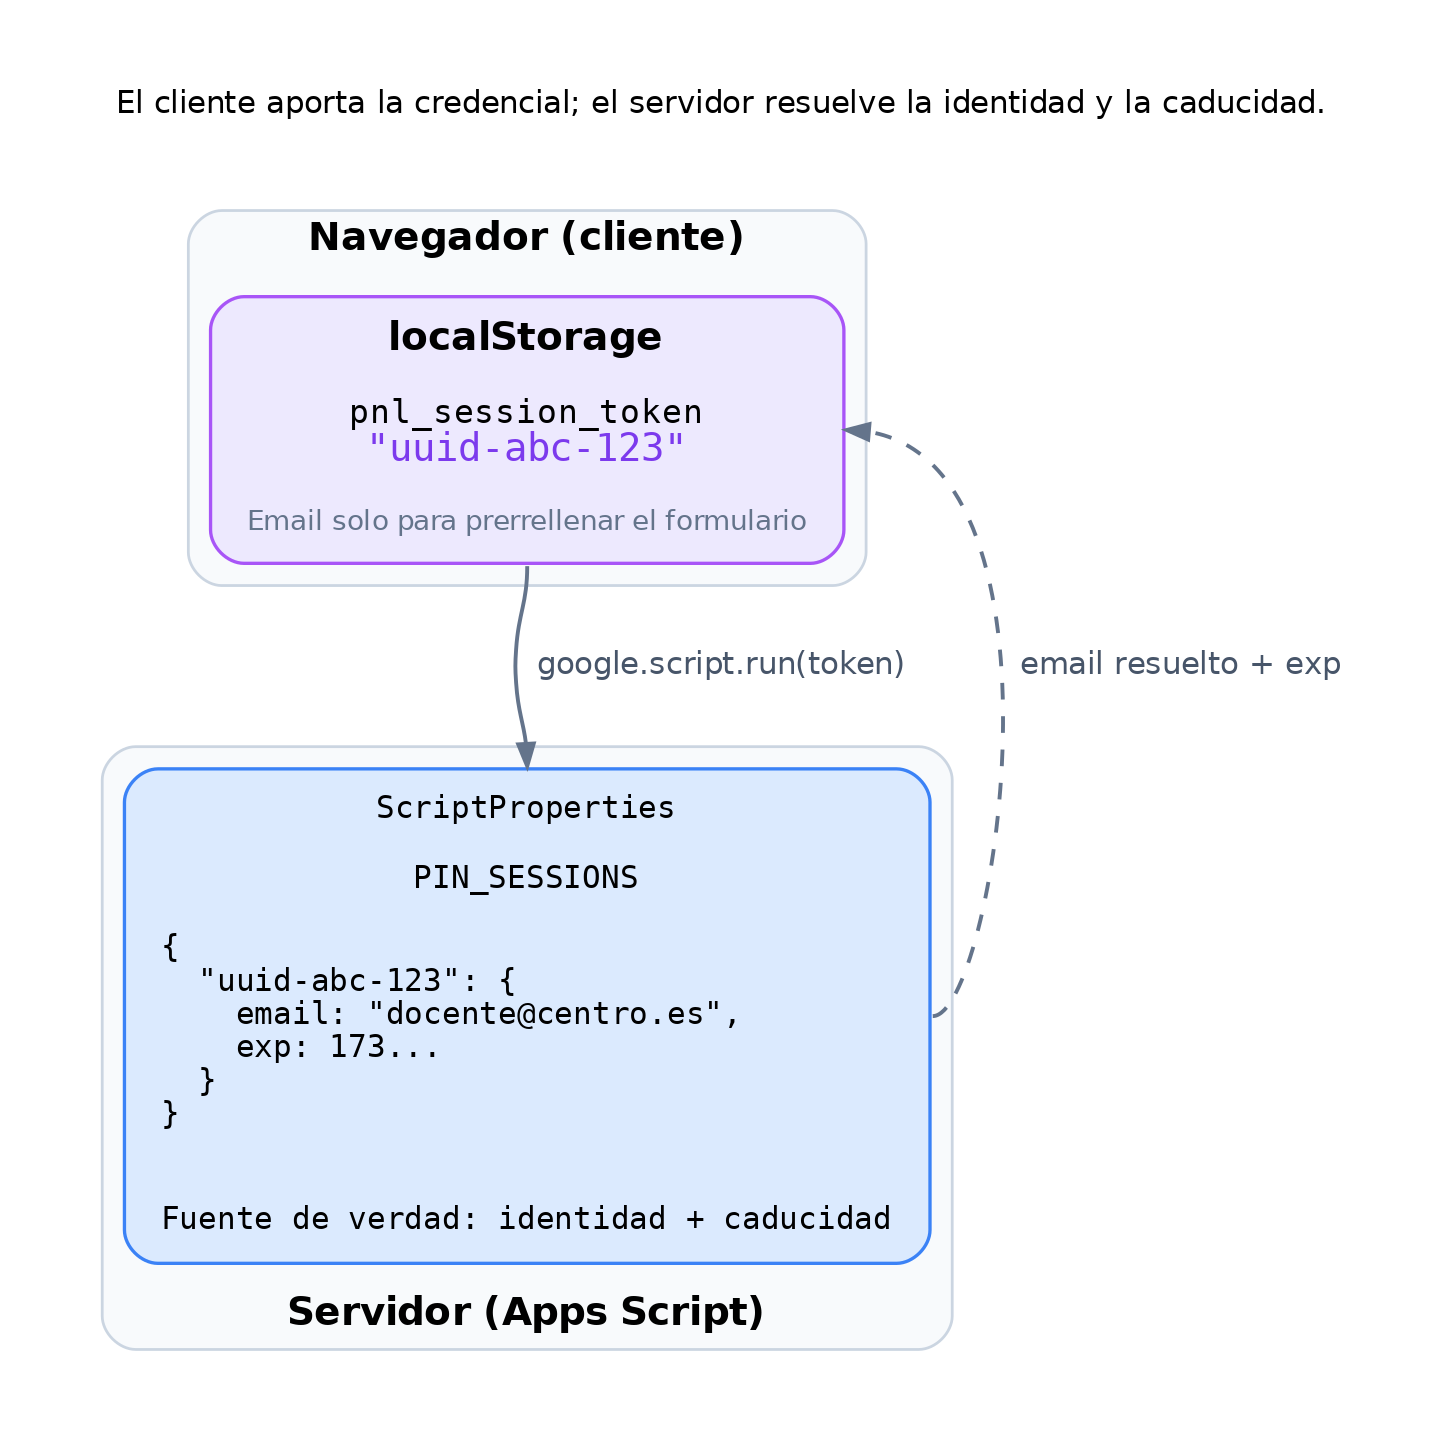 El cliente aporta la credencial; el servidor resuelve la identidad y la caducidad.
Navegador (cliente)
localStorage
pnl_session_token
"uuid-abc-123"
Email solo para prerrellenar el formulario
google.script.run(token)
email resuelto + exp
ScriptProperties
PIN_SESSIONS
{
  "uuid-abc-123": {
    email: "docente@centro.es",
    exp: 173...
  }
}
Fuente de verdad: identidad + caducidad
Servidor (Apps Script)